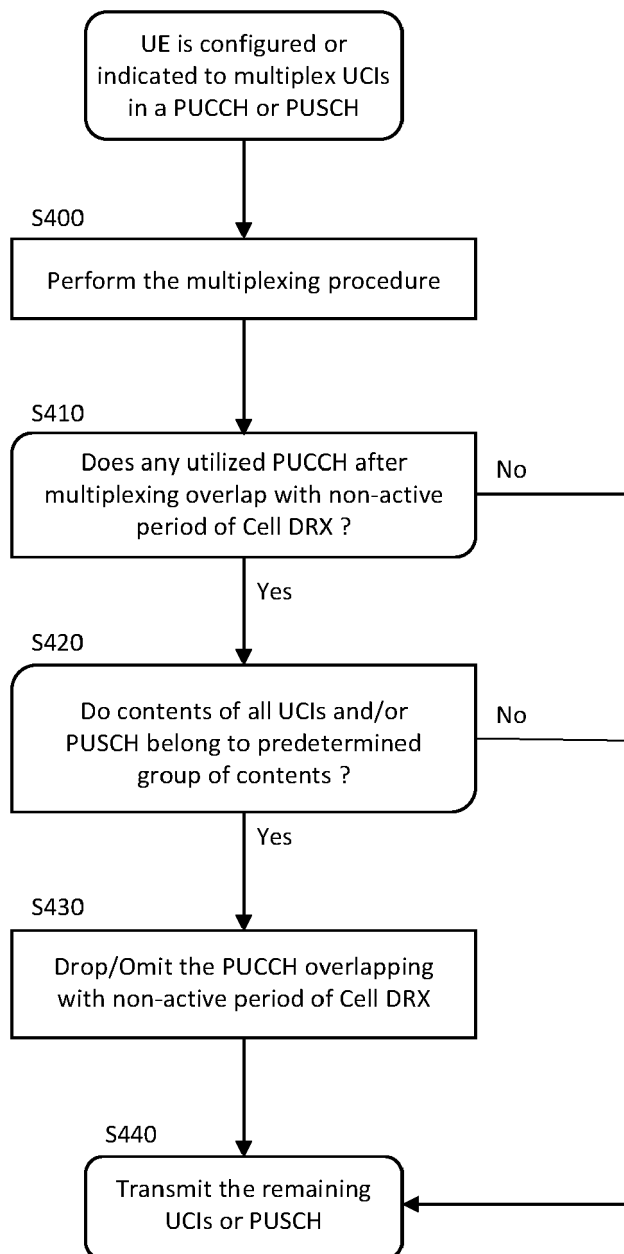 UE is configured or
indicated to multiplex UCIs
in a PUCCH or PUSCH
S400
Perform the multiplexing procedure
S410
Does any utilized PUCCH after
multiplexing overlap with non-active
period of Cell DRX ?
No
Yes
S420
Do contents of all UCIs and/or
PUSCH belong to predetermined
group of contents ?
No
Yes
S430
Drop/Omit the PUCCH overlapping
with non-active period of Cell DRX
S440
Transmit the remaining
UCIs or PUSCH